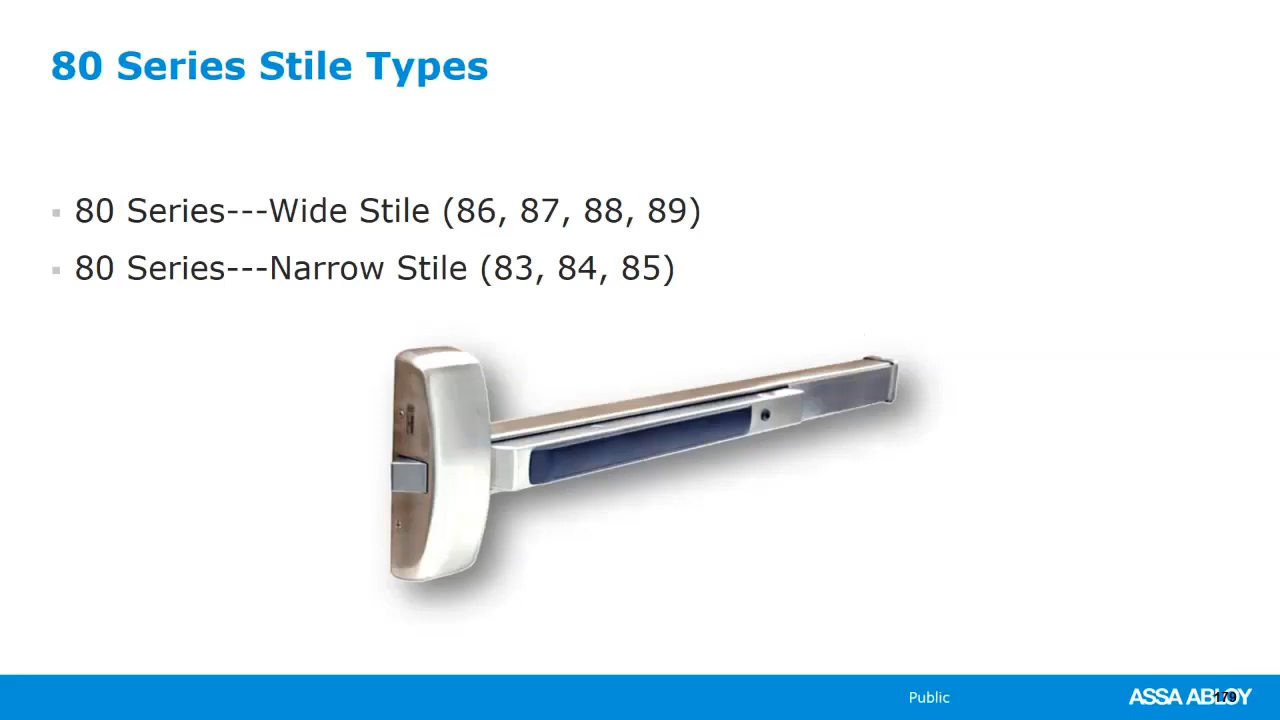 80 Series Stile Types
80 Series---Wide Stile (86, 87, 88, 89)
80 Series---Narrow Stile (83, 84, 85)
Public
ASSA ABLOY
179